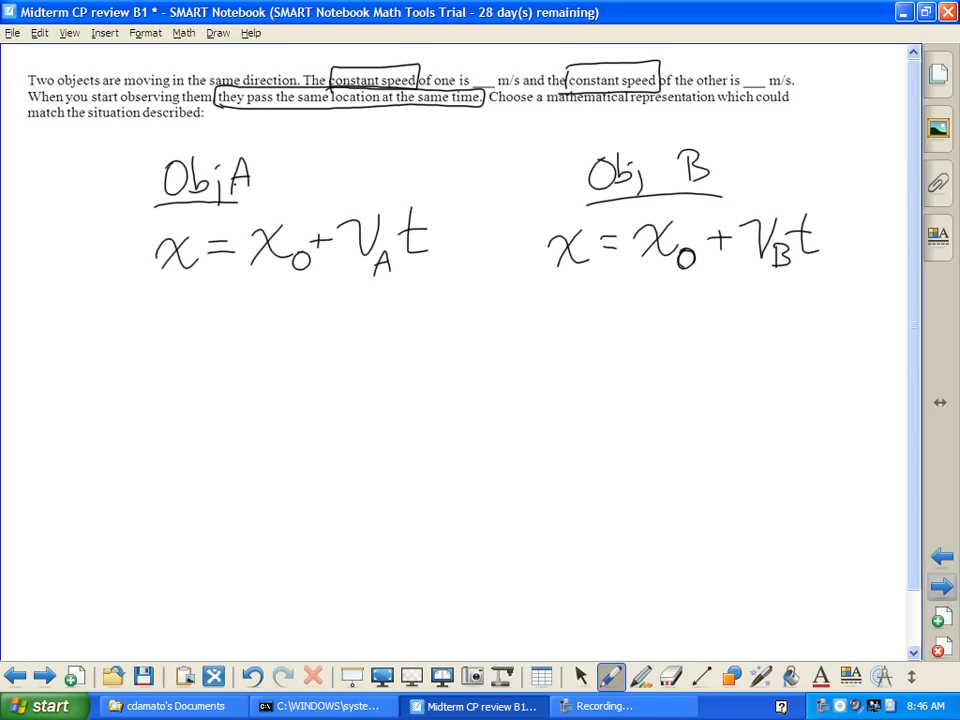 Midterm CP review B1 * - SMART Notebook (SMART Notebook Math Tools Trial - 28 day(s) remaining)
File Edit View Insert Format Math Draw Help
Two objects are moving in the same direction. The constant speed of one is ___ m/s and the constant speed of the other is ___ m/s.
When you start observing them they pass the same location at the same time. Choose a mathematical representation which could
match the situation described:
Obj A
Obj B
x = x₀ + v_A t
x = x₀ + v_B t
start
cdamato's Documents
C:\WINDOWS\syste...
Midterm CP review B1...
Recording...
8:46 AM